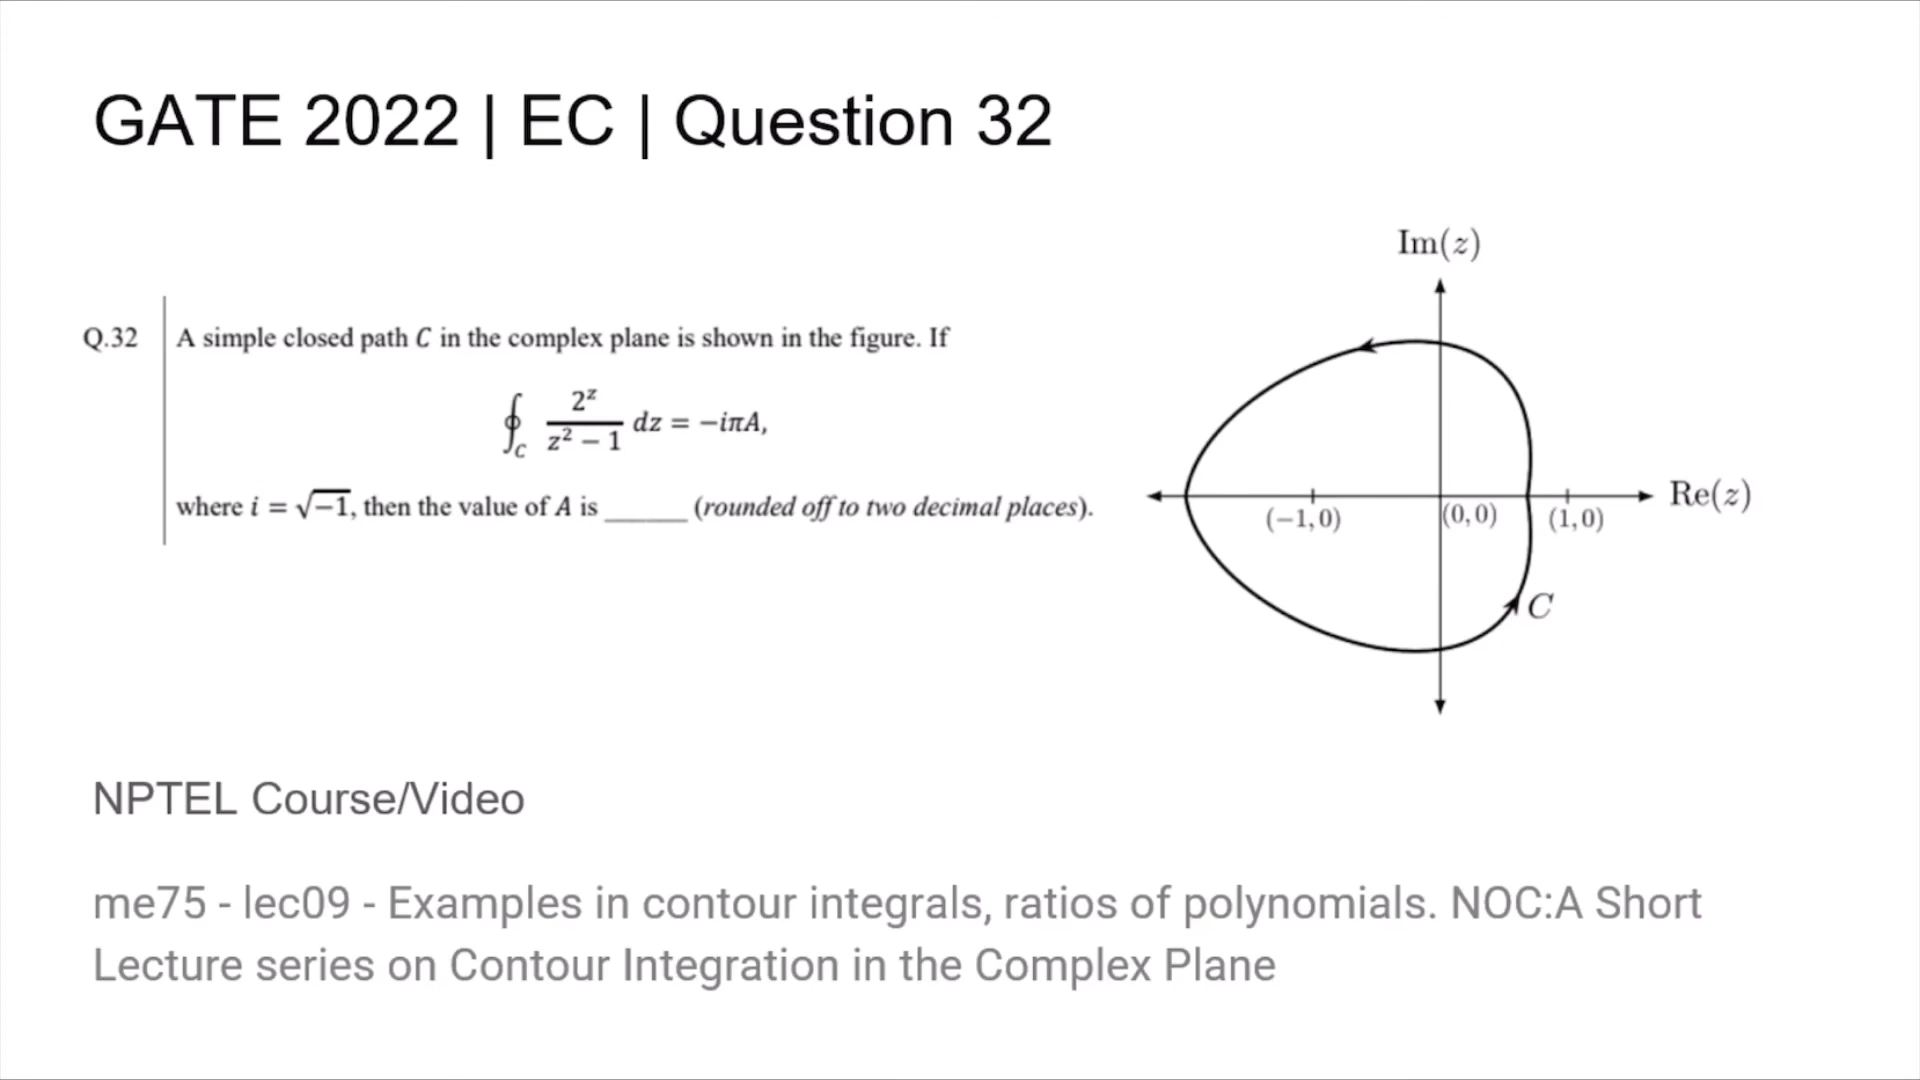 GATE 2022 | EC | Question 32
Q.32 A simple closed path C in the complex plane is shown in the figure. If
∮_C 2^z / (z² − 1) dz = −iπA,
where i = √−1, then the value of A is ______ (rounded off to two decimal places).
Im(z)
Re(z)
(−1,0)
(0,0)
(1,0)
C
NPTEL Course/Video
me75 - lec09 - Examples in contour integrals, ratios of polynomials. NOC:A Short
Lecture series on Contour Integration in the Complex Plane